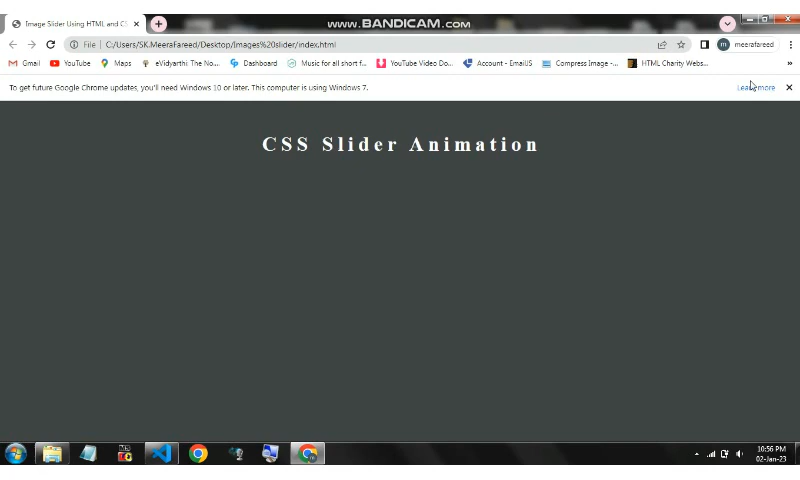 Image Slider Using HTML and CS
WWW.BANDICAM.COM
File | C:/Users/SK.MeeraFareed/Desktop/Images%20slider/index.html
m meerafareed
Gmail YouTube Maps eVidyarthi: The No... Dashboard Music for all short f... YouTube Video Do... Account - EmailJS Compress Image -... HTML Charity Webs... »
To get future Google Chrome updates, you'll need Windows 10 or later. This computer is using Windows 7. Learn more
CSS Slider Animation
10:56 PM
02-Jan-23